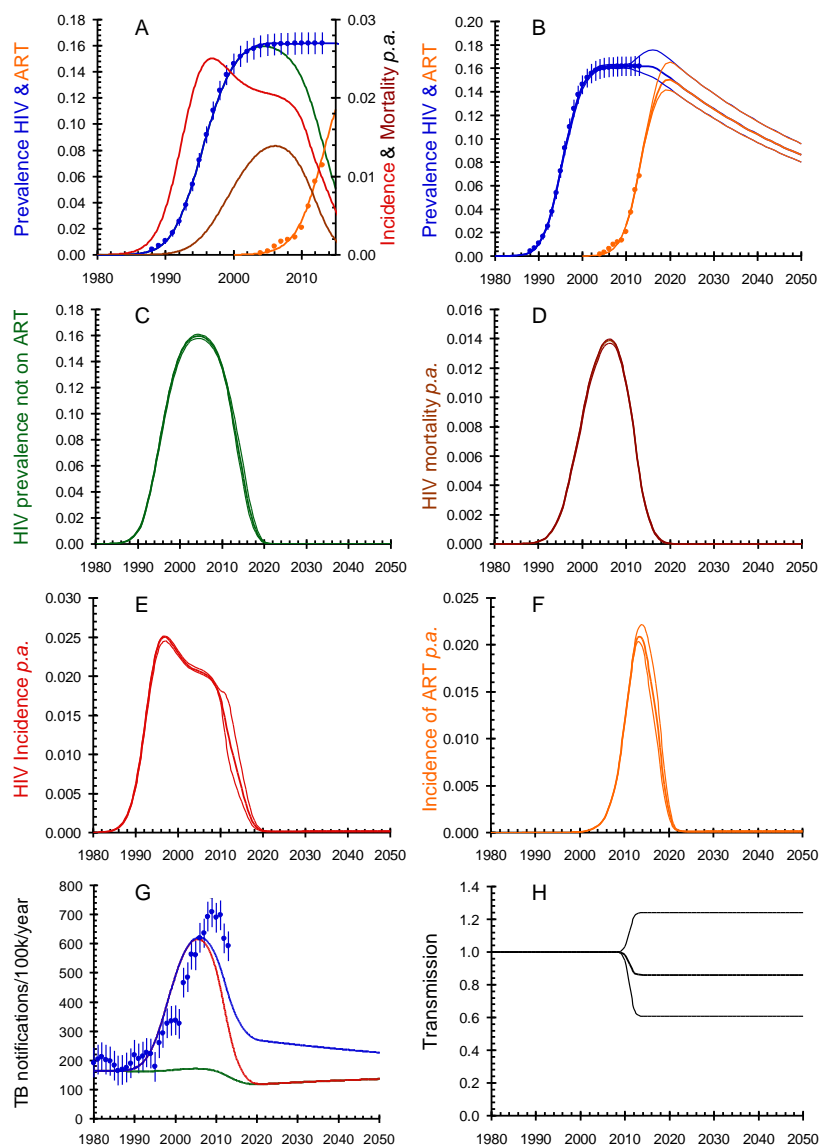 A
Prevalence HIV & ART
0.18
0.16
0.14
0.12
0.10
0.08
0.06
0.04
0.02
0.00
0.03
0.02
0.01
0.00
Incidence & Mortality p.a.
1980 1990 2000 2010
B
Prevalence HIV & ART
0.20
0.18
0.16
0.14
0.12
0.10
0.08
0.06
0.04
0.02
0.00
1980 1990 2000 2010 2020 2030 2040 2050
C
HIV prevalence not on ART
0.18
0.16
0.14
0.12
0.10
0.08
0.06
0.04
0.02
0.00
1980 1990 2000 2010 2020 2030 2040 2050
D
HIV mortality p.a.
0.016
0.014
0.012
0.010
0.008
0.006
0.004
0.002
0.000
1980 1990 2000 2010 2020 2030 2040 2050
E
HIV Incidence p.a.
0.030
0.025
0.020
0.015
0.010
0.005
0.000
1980 1990 2000 2010 2020 2030 2040 2050
F
Incidence of ART p.a.
0.025
0.020
0.015
0.010
0.005
0.000
1980 1990 2000 2010 2020 2030 2040 2050
G
TB notifications/100k/year
800
700
600
500
400
300
200
100
0
1980 1990 2000 2010 2020 2030 2040 2050
H
Transmission
1.4
1.2
1.0
0.8
0.6
0.4
0.2
0.0
1980 1990 2000 2010 2020 2030 2040 2050